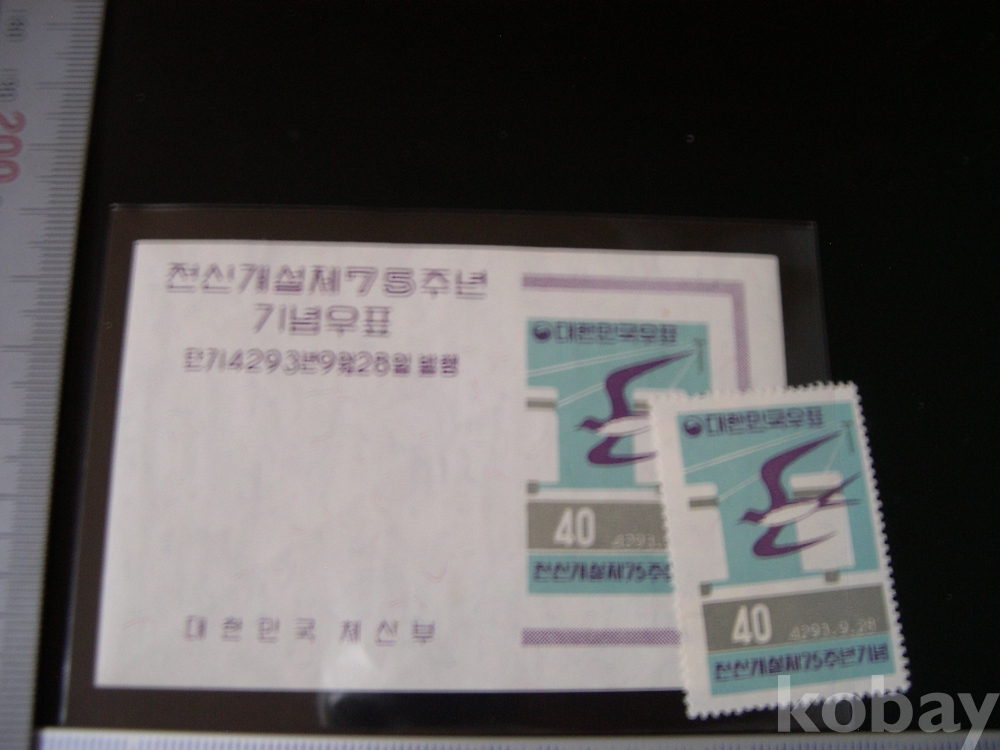 200
전신개설제75주년
기념우표
단기4293년9월28일 발행
대한민국우표
40
4293.9
전신개설제75주년
대한민국 체신부
대한민국우표
40
4293.9.28
전신개설제75주년기념
kobay